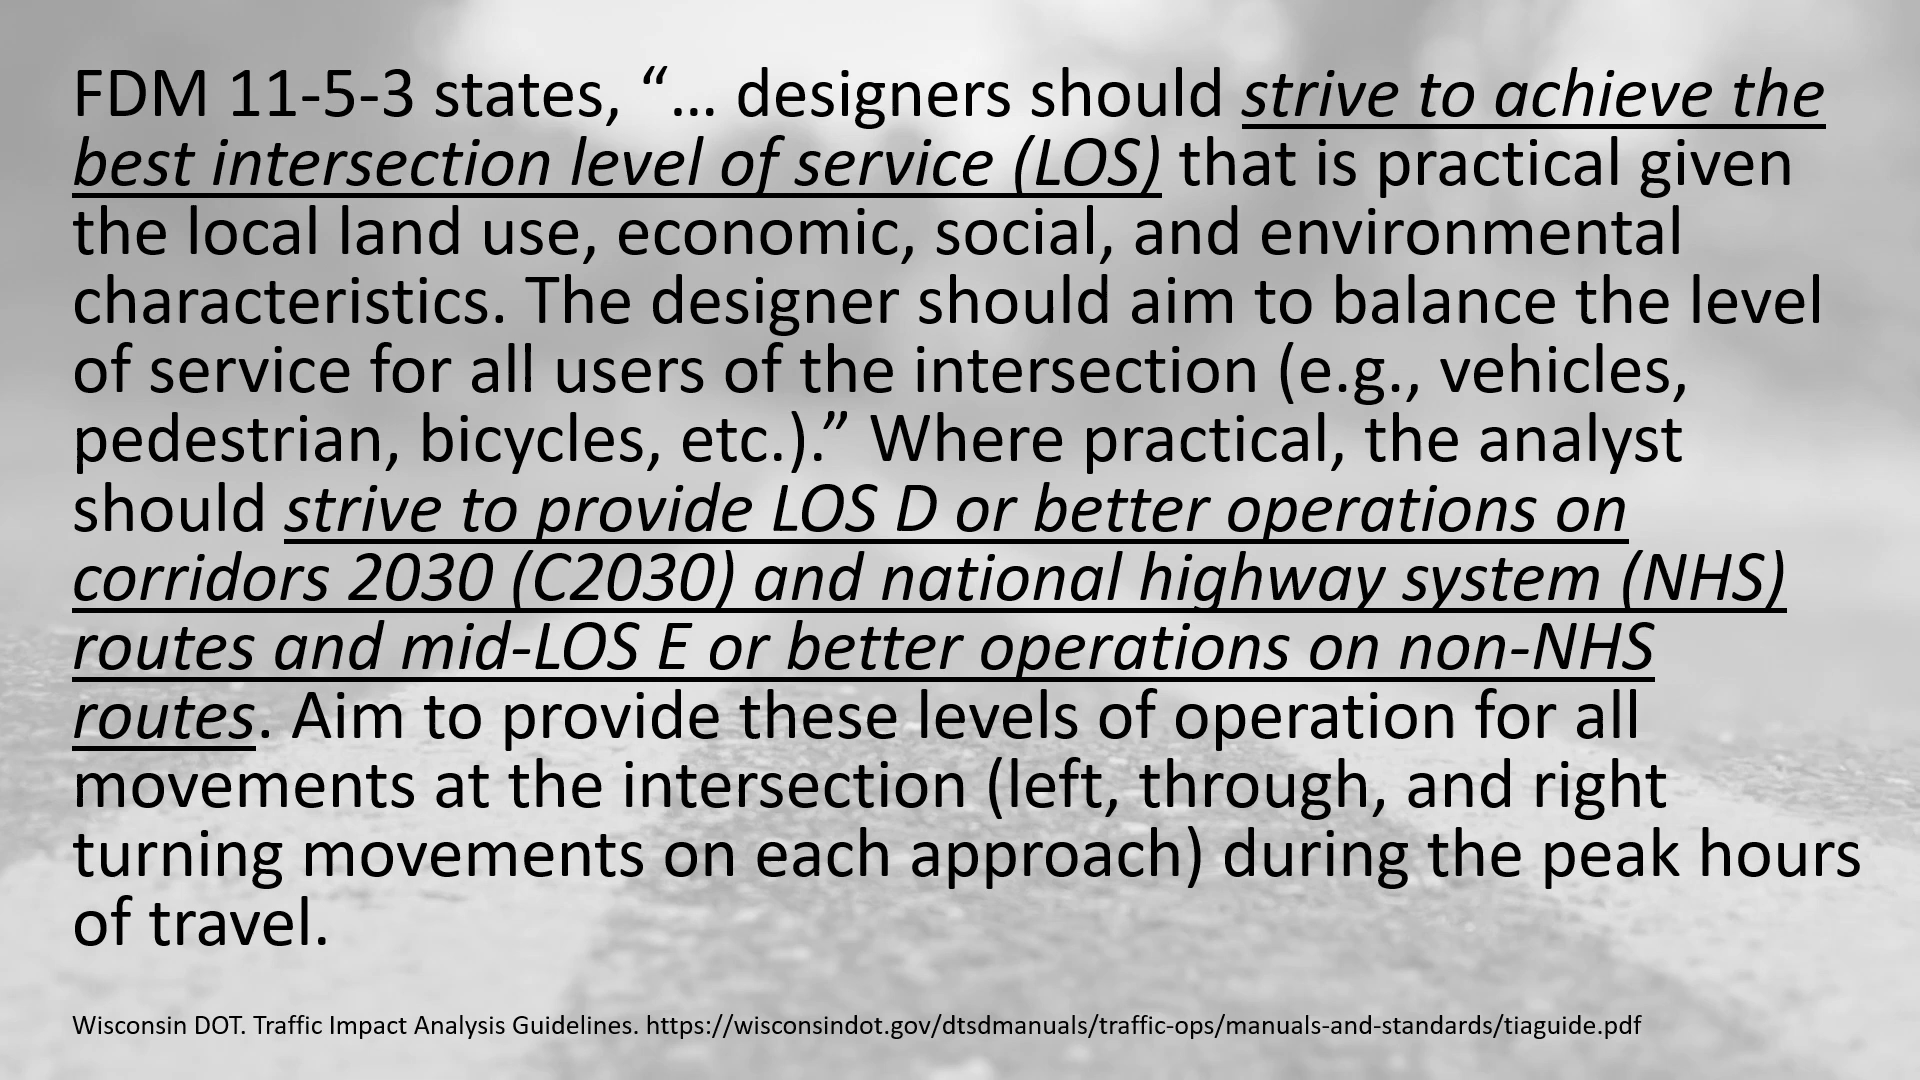 FDM 11-5-3 states, “… designers should strive to achieve the
best intersection level of service (LOS) that is practical given
the local land use, economic, social, and environmental
characteristics. The designer should aim to balance the level
of service for all users of the intersection (e.g., vehicles,
pedestrian, bicycles, etc.).” Where practical, the analyst
should strive to provide LOS D or better operations on
corridors 2030 (C2030) and national highway system (NHS)
routes and mid-LOS E or better operations on non-NHS
routes. Aim to provide these levels of operation for all
movements at the intersection (left, through, and right
turning movements on each approach) during the peak hours
of travel.
Wisconsin DOT. Traffic Impact Analysis Guidelines. https://wisconsindot.gov/dtsdmanuals/traffic-ops/manuals-and-standards/tiaguide.pdf